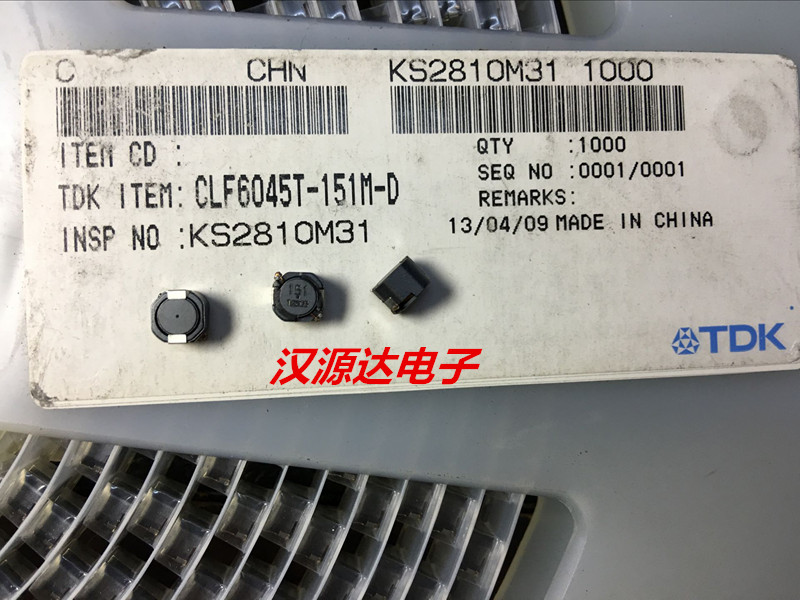 C CHN KS2810M31 1000
ITEM CD :
TDK ITEM: CLF6045T-151M-D
INSP NO :KS2810M31
QTY :1000
SEQ NO :0001/0001
REMARKS:
13/04/09 MADE IN CHINA
151
TDK
汉源达电子